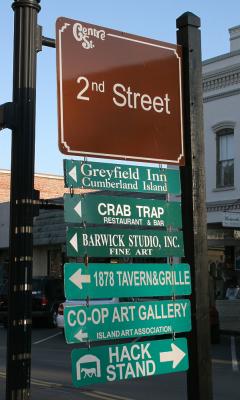 Centre
St.
2nd Street
Greyfield Inn
Cumberland Island
CRAB TRAP
RESTAURANT & BAR
BARWICK STUDIO, INC.
FINE ART
1878 TAVERN&GRILLE
CO-OP ART GALLERY
ISLAND ART ASSOCIATION
HACK
STAND